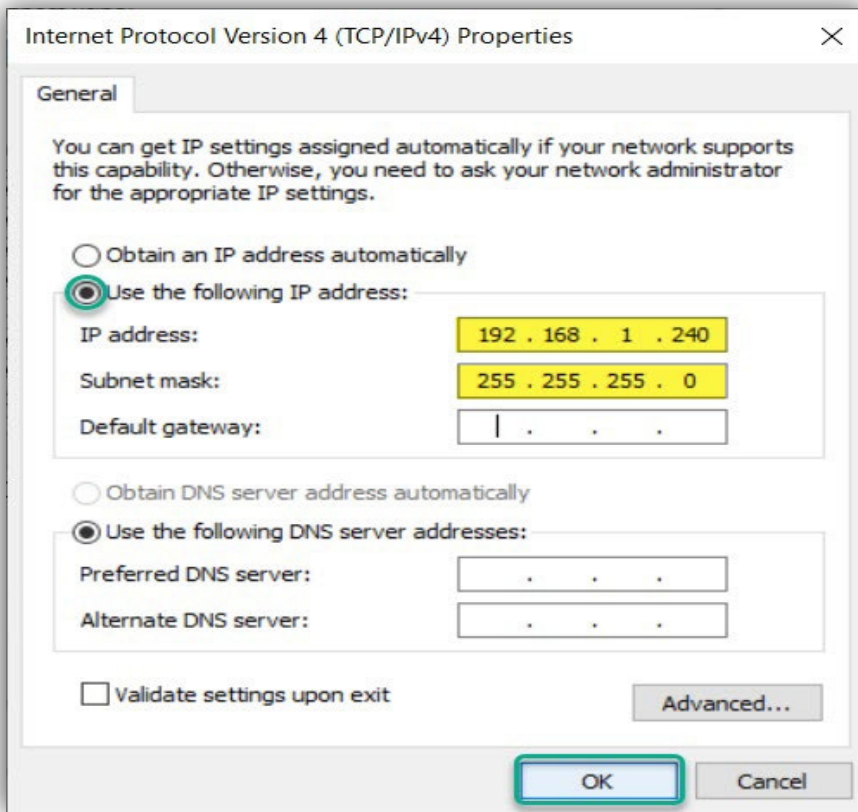 Internet Protocol Version 4 (TCP/IPv4) Properties
General
You can get IP settings assigned automatically if your network supports
this capability. Otherwise, you need to ask your network administrator
for the appropriate IP settings.
Obtain an IP address automatically
Use the following IP address:
IP address: 192 . 168 . 1 . 240
Subnet mask: 255 . 255 . 255 . 0
Default gateway: . . .
Obtain DNS server address automatically
Use the following DNS server addresses:
Preferred DNS server: . . .
Alternate DNS server: . . .
Validate settings upon exit
Advanced...
OK Cancel